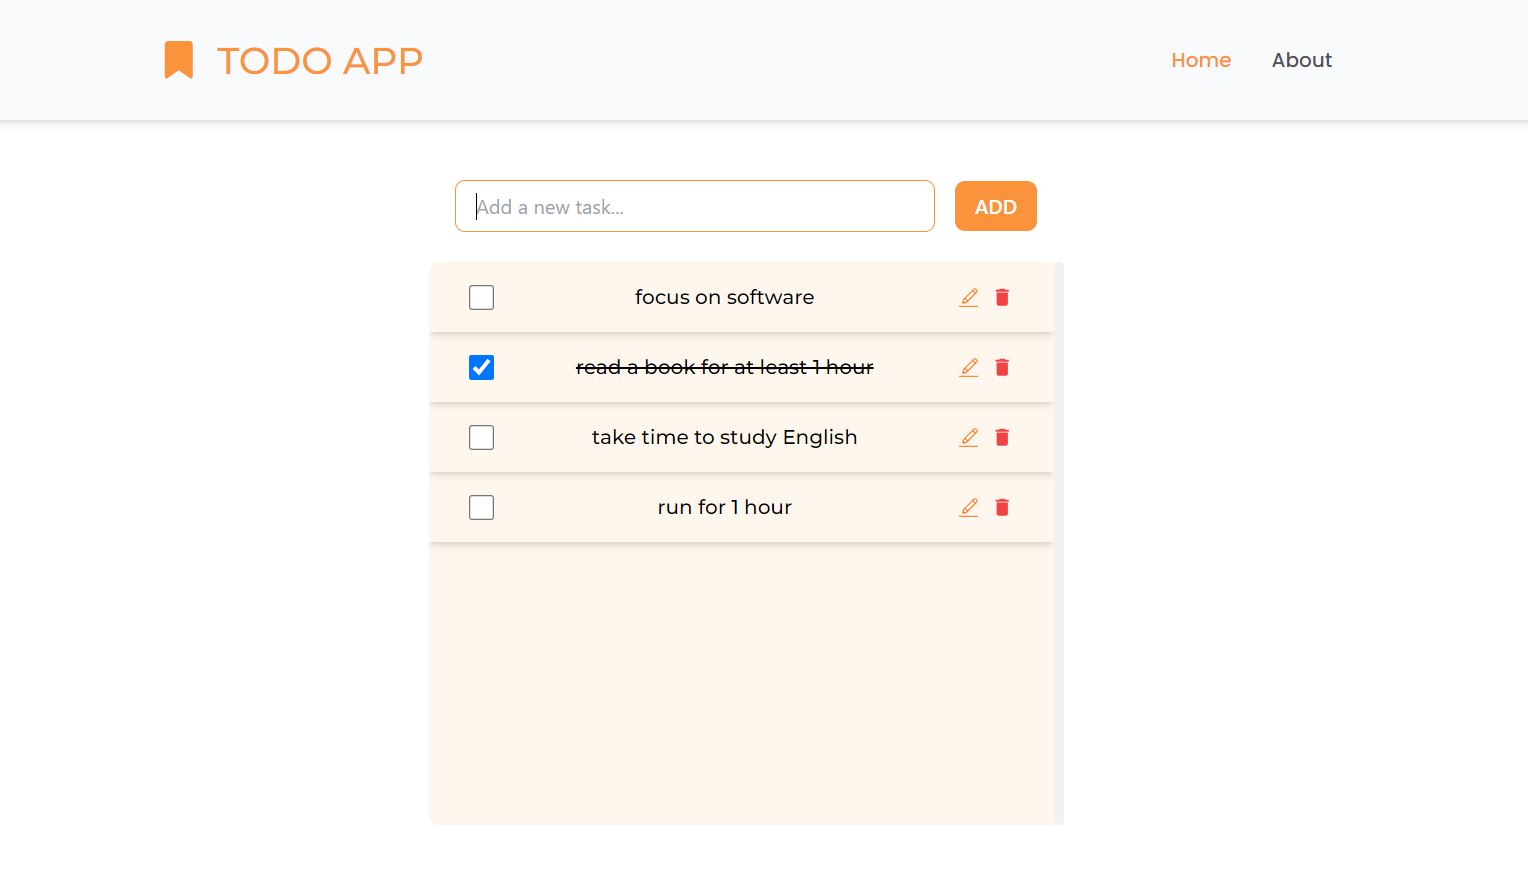 TODO APP
Home
About
Add a new task...
ADD
focus on software
read a book for at least 1 hour
take time to study English
run for 1 hour